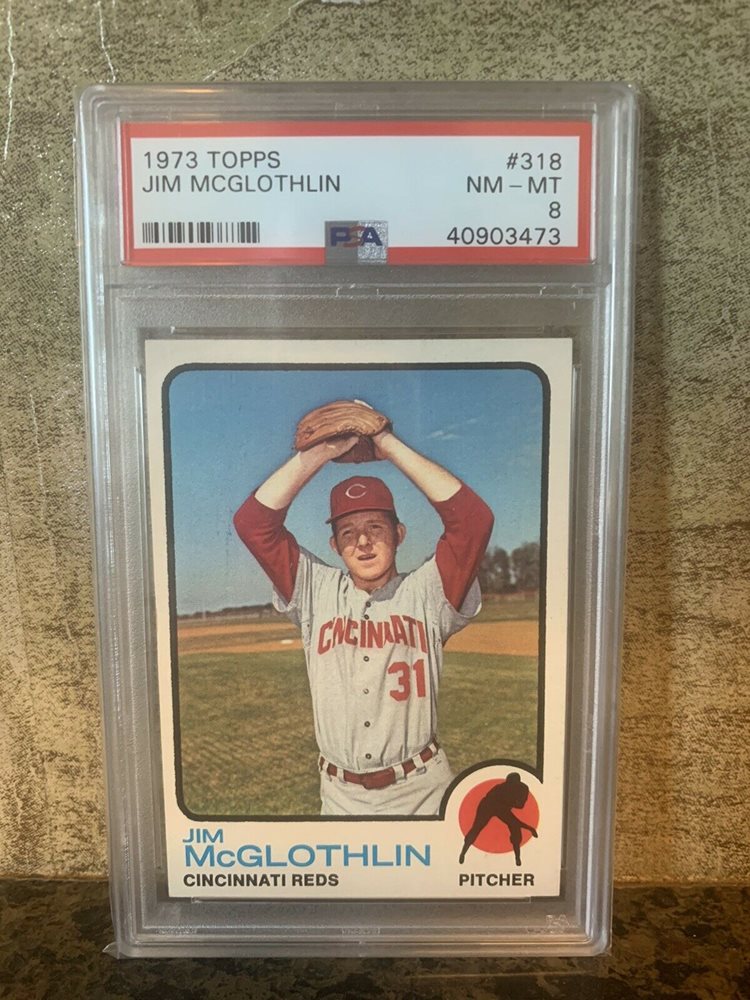 1973 TOPPS #318
JIM MCGLOTHLIN NM – MT
8
PSA 40903473
C
CINCINNATI
31
JIM
McGLOTHLIN
CINCINNATI REDS PITCHER